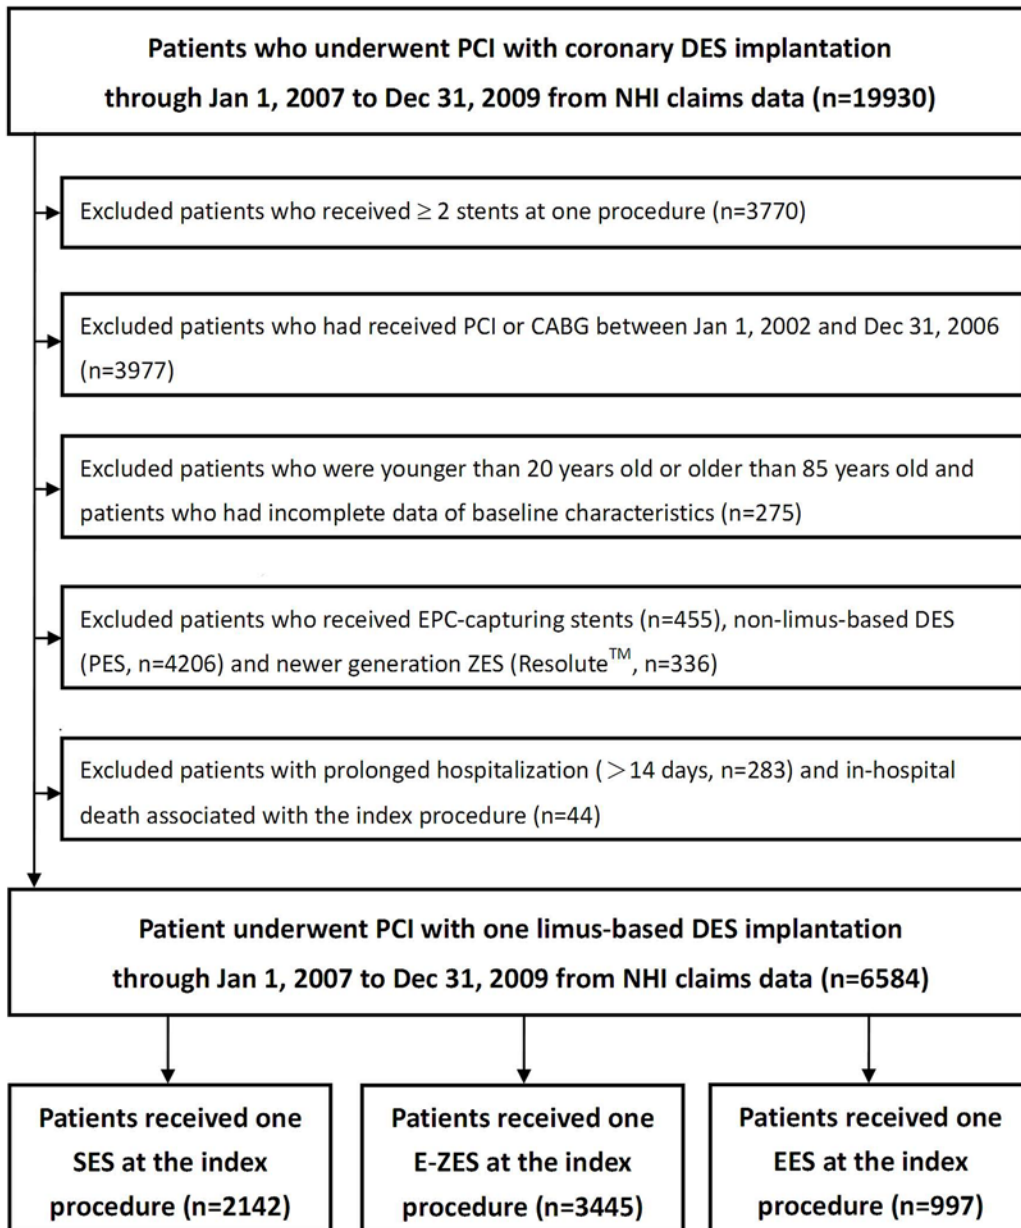 Patients who underwent PCI with coronary DES implantation
through Jan 1, 2007 to Dec 31, 2009 from NHI claims data (n=19930)
Excluded patients who received ≥ 2 stents at one procedure (n=3770)
Excluded patients who had received PCI or CABG between Jan 1, 2002 and Dec 31, 2006
(n=3977)
Excluded patients who were younger than 20 years old or older than 85 years old and
patients who had incomplete data of baseline characteristics (n=275)
Excluded patients who received EPC-capturing stents (n=455), non-limus-based DES
(PES, n=4206) and newer generation ZES (Resolute™, n=336)
Excluded patients with prolonged hospitalization (>14 days, n=283) and in-hospital
death associated with the index procedure (n=44)
Patient underwent PCI with one limus-based DES implantation
through Jan 1, 2007 to Dec 31, 2009 from NHI claims data (n=6584)
Patients received one
SES at the index
procedure (n=2142)
Patients received one
E-ZES at the index
procedure (n=3445)
Patients received one
EES at the index
procedure (n=997)